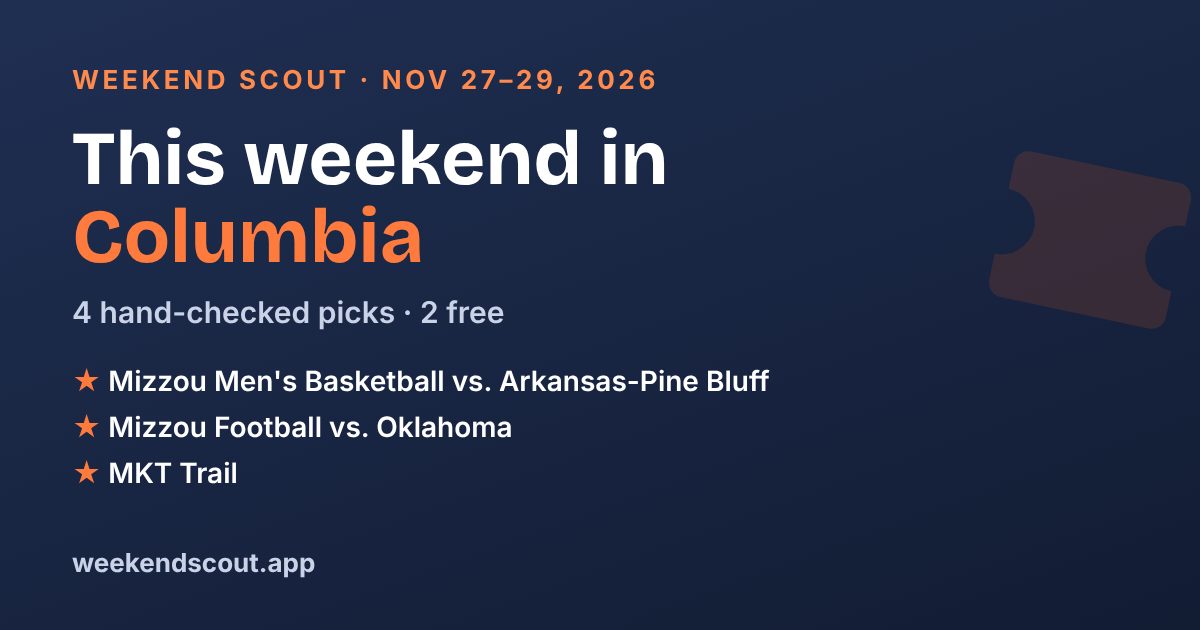 WEEKEND SCOUT · NOV 27–29, 2026
This weekend in
Columbia
4 hand-checked picks · 2 free
★ Mizzou Men's Basketball vs. Arkansas-Pine Bluff
★ Mizzou Football vs. Oklahoma
★ MKT Trail
weekendscout.app